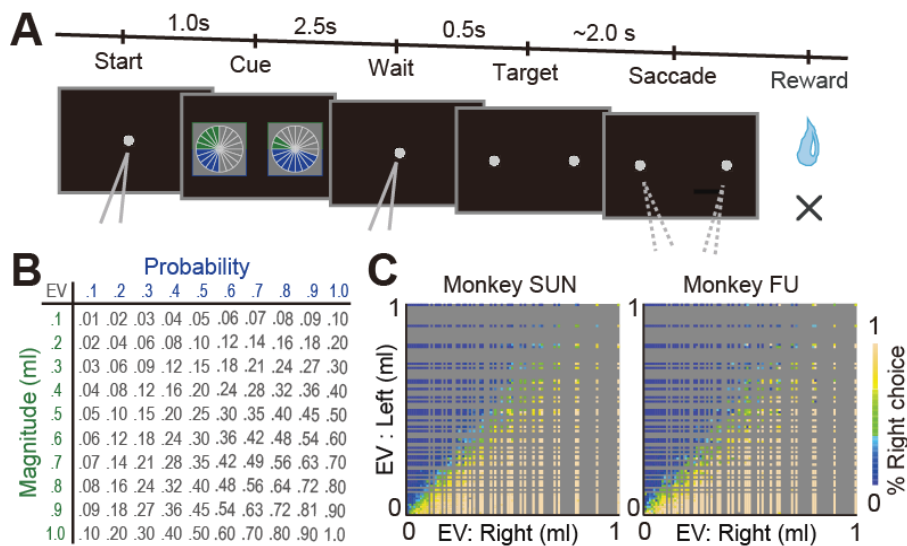 A
1.0s 2.5s 0.5s ~2.0 s
Start Cue Wait Target Saccade Reward
B
Probability
EV .1 .2 .3 .4 .5 .6 .7 .8 .9 1.0
Magnitude (ml)
.1 .01 .02 .03 .04 .05 .06 .07 .08 .09 .10
.2 .02 .04 .06 .08 .10 .12 .14 .16 .18 .20
.3 .03 .06 .09 .12 .15 .18 .21 .24 .27 .30
.4 .04 .08 .12 .16 .20 .24 .28 .32 .36 .40
.5 .05 .10 .15 .20 .25 .30 .35 .40 .45 .50
.6 .06 .12 .18 .24 .30 .36 .42 .48 .54 .60
.7 .07 .14 .21 .28 .35 .42 .49 .56 .63 .70
.8 .08 .16 .24 .32 .40 .48 .56 .64 .72 .80
.9 .09 .18 .27 .36 .45 .54 .63 .72 .81 .90
1.0 .10 .20 .30 .40 .50 .60 .70 .80 .90 1.0
C
Monkey SUN Monkey FU
1 1 1
EV : Left (ml)
% Right choice
0 0 0
0 EV: Right (ml) 1 0 EV: Right (ml) 1